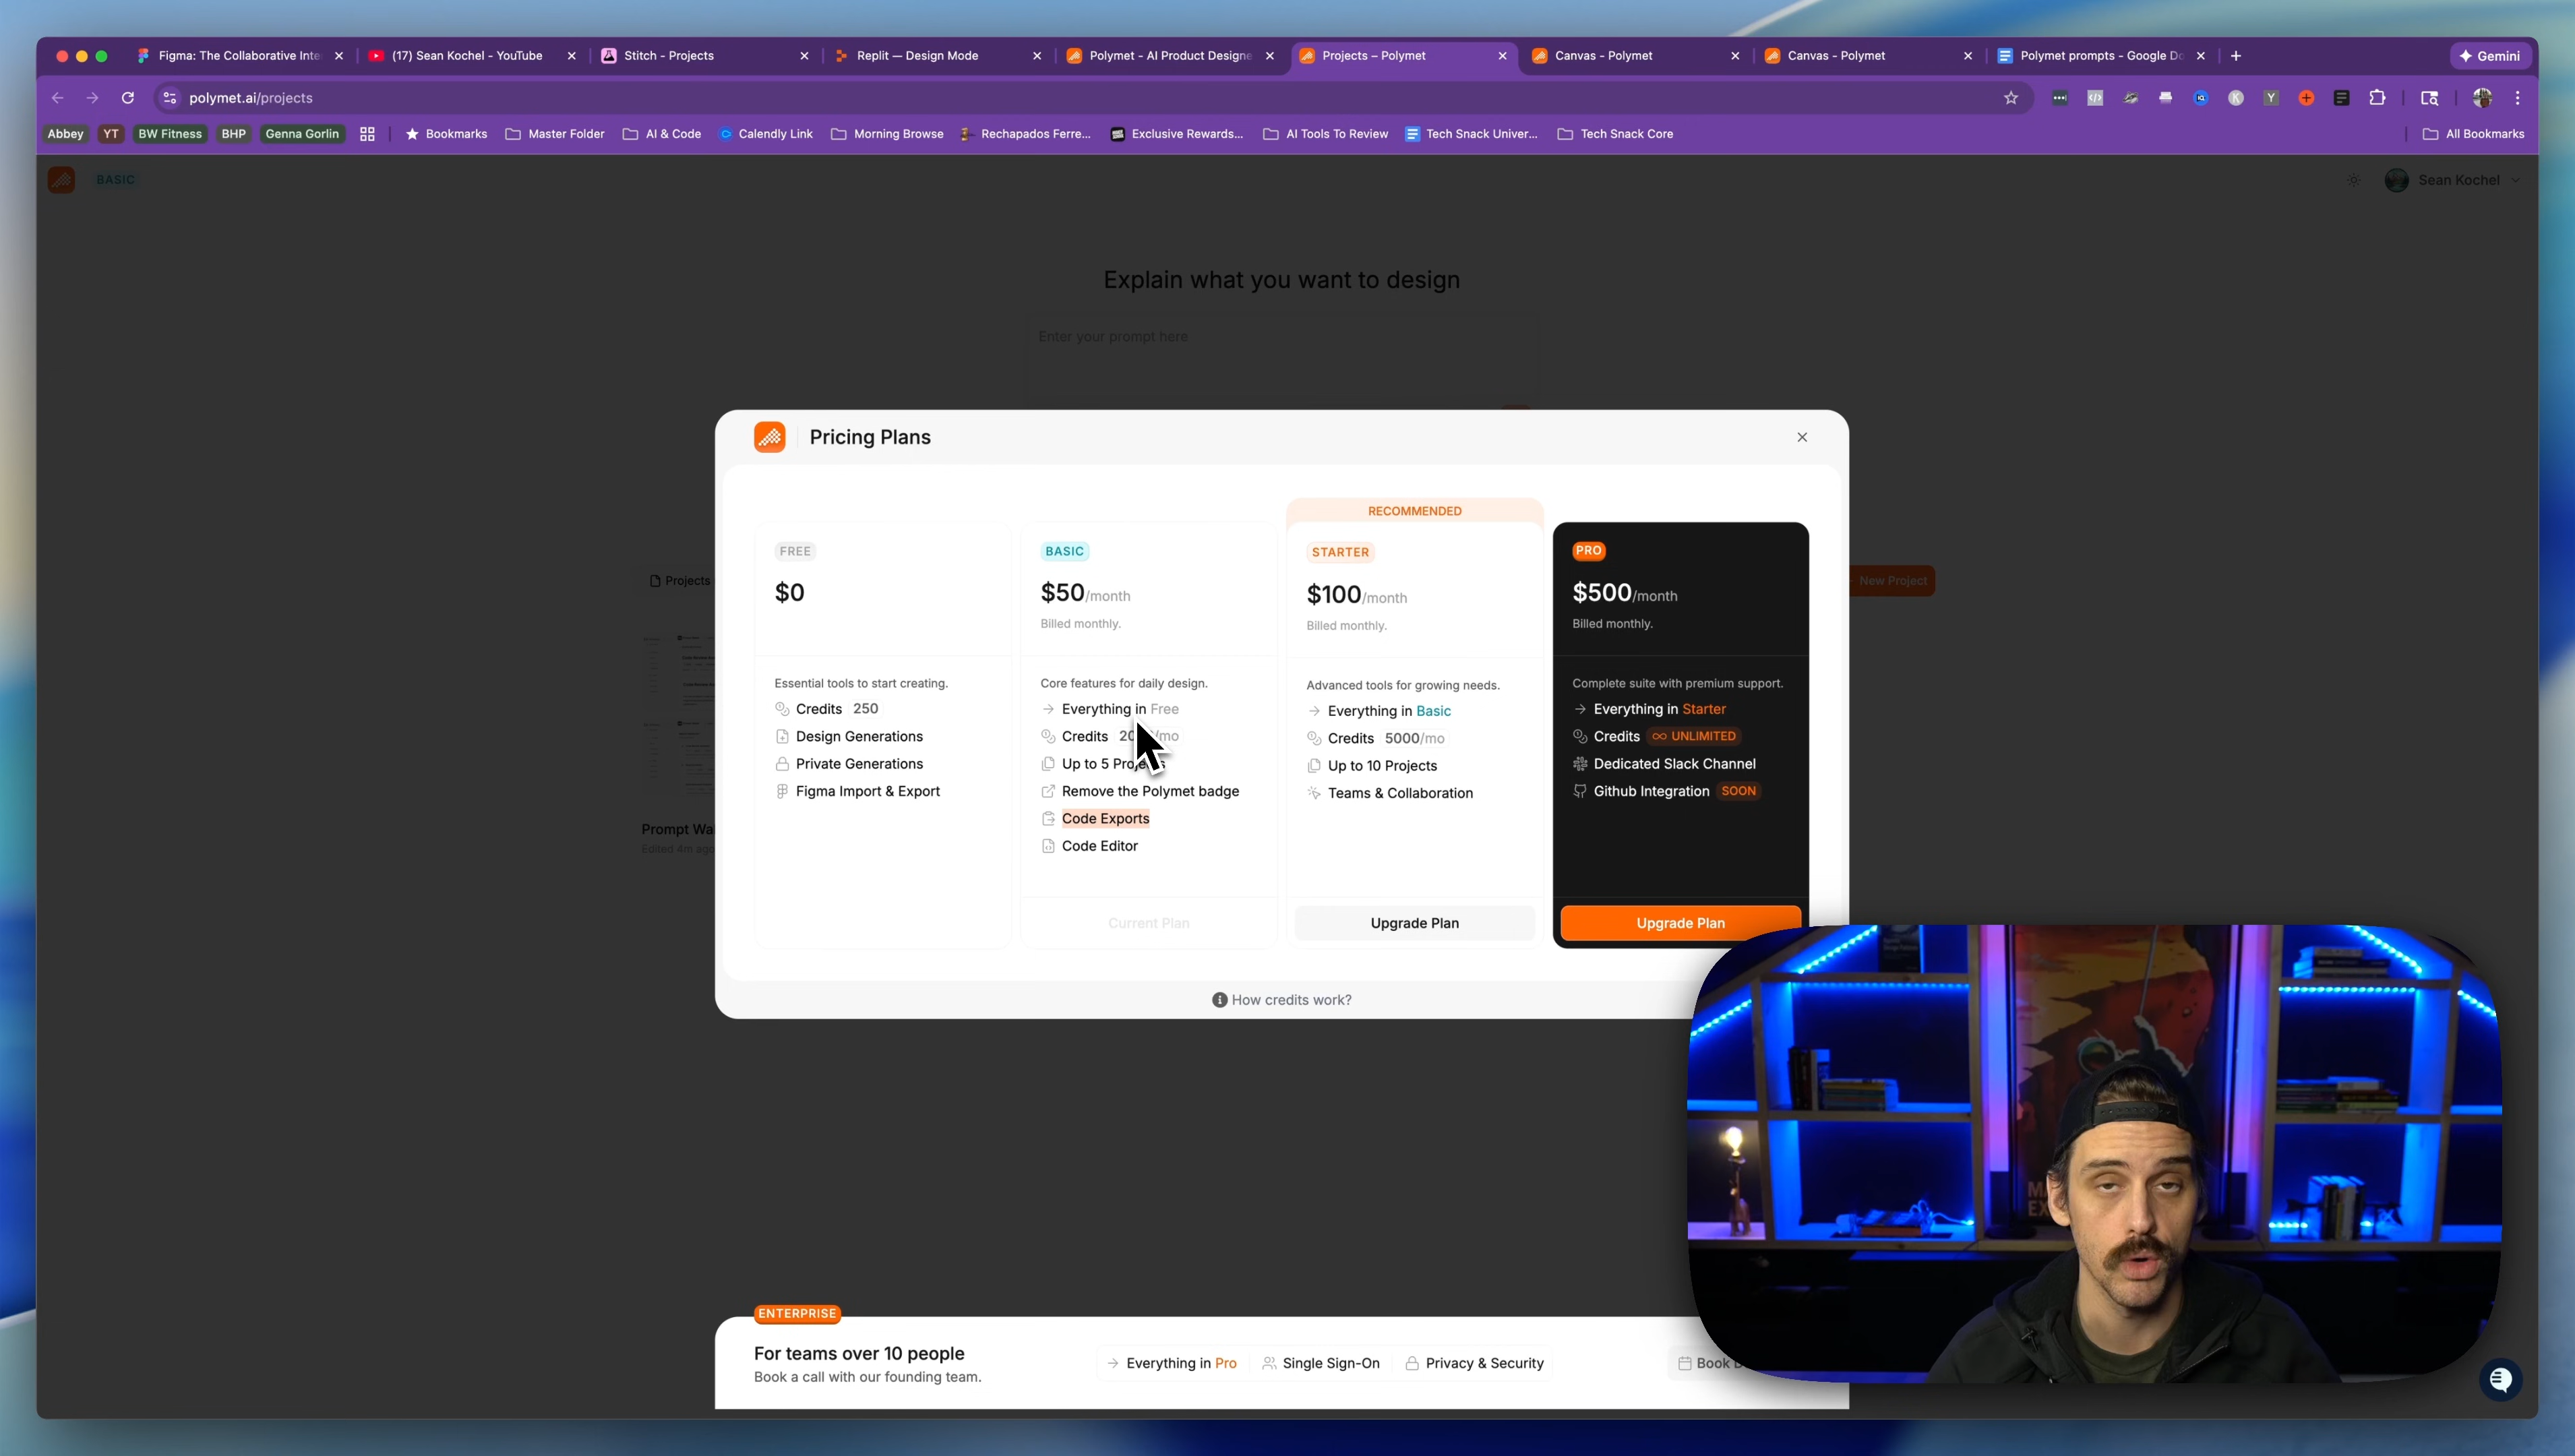 Figma: The Collaborative Inte
(17) Sean Kochel - YouTube
Stitch - Projects
Replit — Design Mode
Polymet - AI Product Designe
Projects – Polymet
Canvas - Polymet
Canvas - Polymet
Polymet prompts - Google Do
Gemini
polymet.ai/projects
Abbey
YT
BW Fitness
BHP
Genna Gorlin
Bookmarks
Master Folder
AI & Code
Calendly Link
Morning Browse
Rechapados Ferre...
Exclusive Rewards...
AI Tools To Review
Tech Snack Univer...
Tech Snack Core
All Bookmarks
BASIC
Sean Kochel
Explain what you want to design
Enter your prompt here
Projects
New Project
Prompt Wa
Edited 4m ago
Pricing Plans
FREE
$0
Essential tools to start creating.
Credits 250
Design Generations
Private Generations
Figma Import & Export
BASIC
$50/month
Billed monthly.
Core features for daily design.
Everything in Free
Credits 20 /mo
Up to 5
Remove the Polymet badge
Code Exports
Code Editor
Current Plan
RECOMMENDED
STARTER
$100/month
Billed monthly.
Advanced tools for growing needs.
Everything in Basic
Credits 5000/mo
Up to 10 Projects
Teams & Collaboration
Upgrade Plan
PRO
$500/month
Billed monthly.
Complete suite with premium support.
Everything in Starter
Credits ∞ UNLIMITED
Dedicated Slack Channel
Github Integration SOON
Upgrade Plan
How credits work?
ENTERPRISE
For teams over 10 people
Book a call with our founding team.
Everything in Pro
Single Sign-On
Privacy & Security
Book